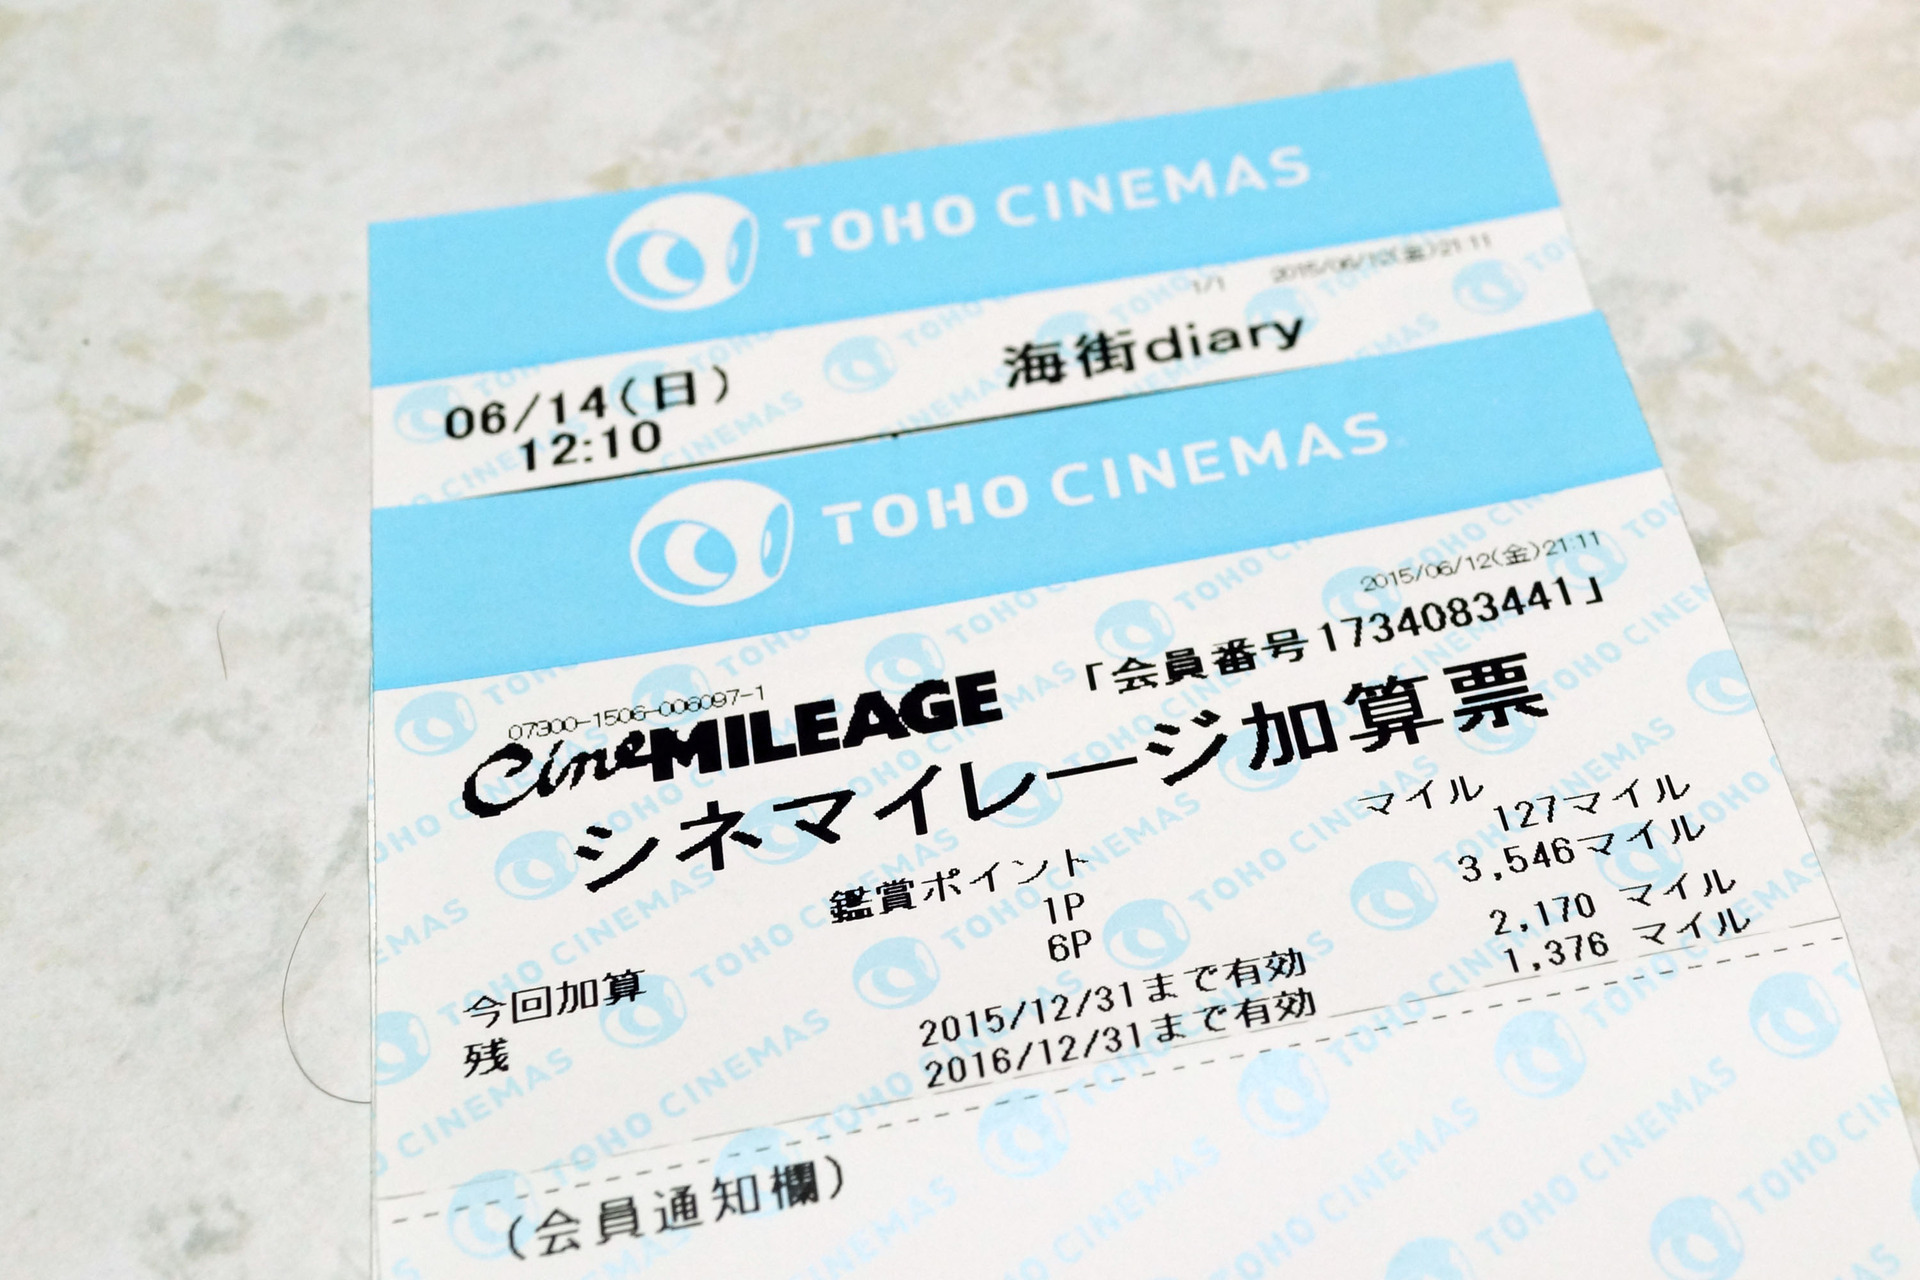 TOHO CINEMAS
1/1 2015/06/12(金)21:11
06/14(日) 海街diary
12:10
TOHO CINEMAS
2015/06/12(金)21:11
07300-1506-006097-1 「会員番号1734083441」
CineMILEAGE
シネマイレージ加算票
鑑賞ポイント マイル
今回加算 1P 127マイル
残 6P 3,546マイル
2015/12/31まで有効 2,170 マイル
2016/12/31まで有効 1,376 マイル
(会員通知欄)